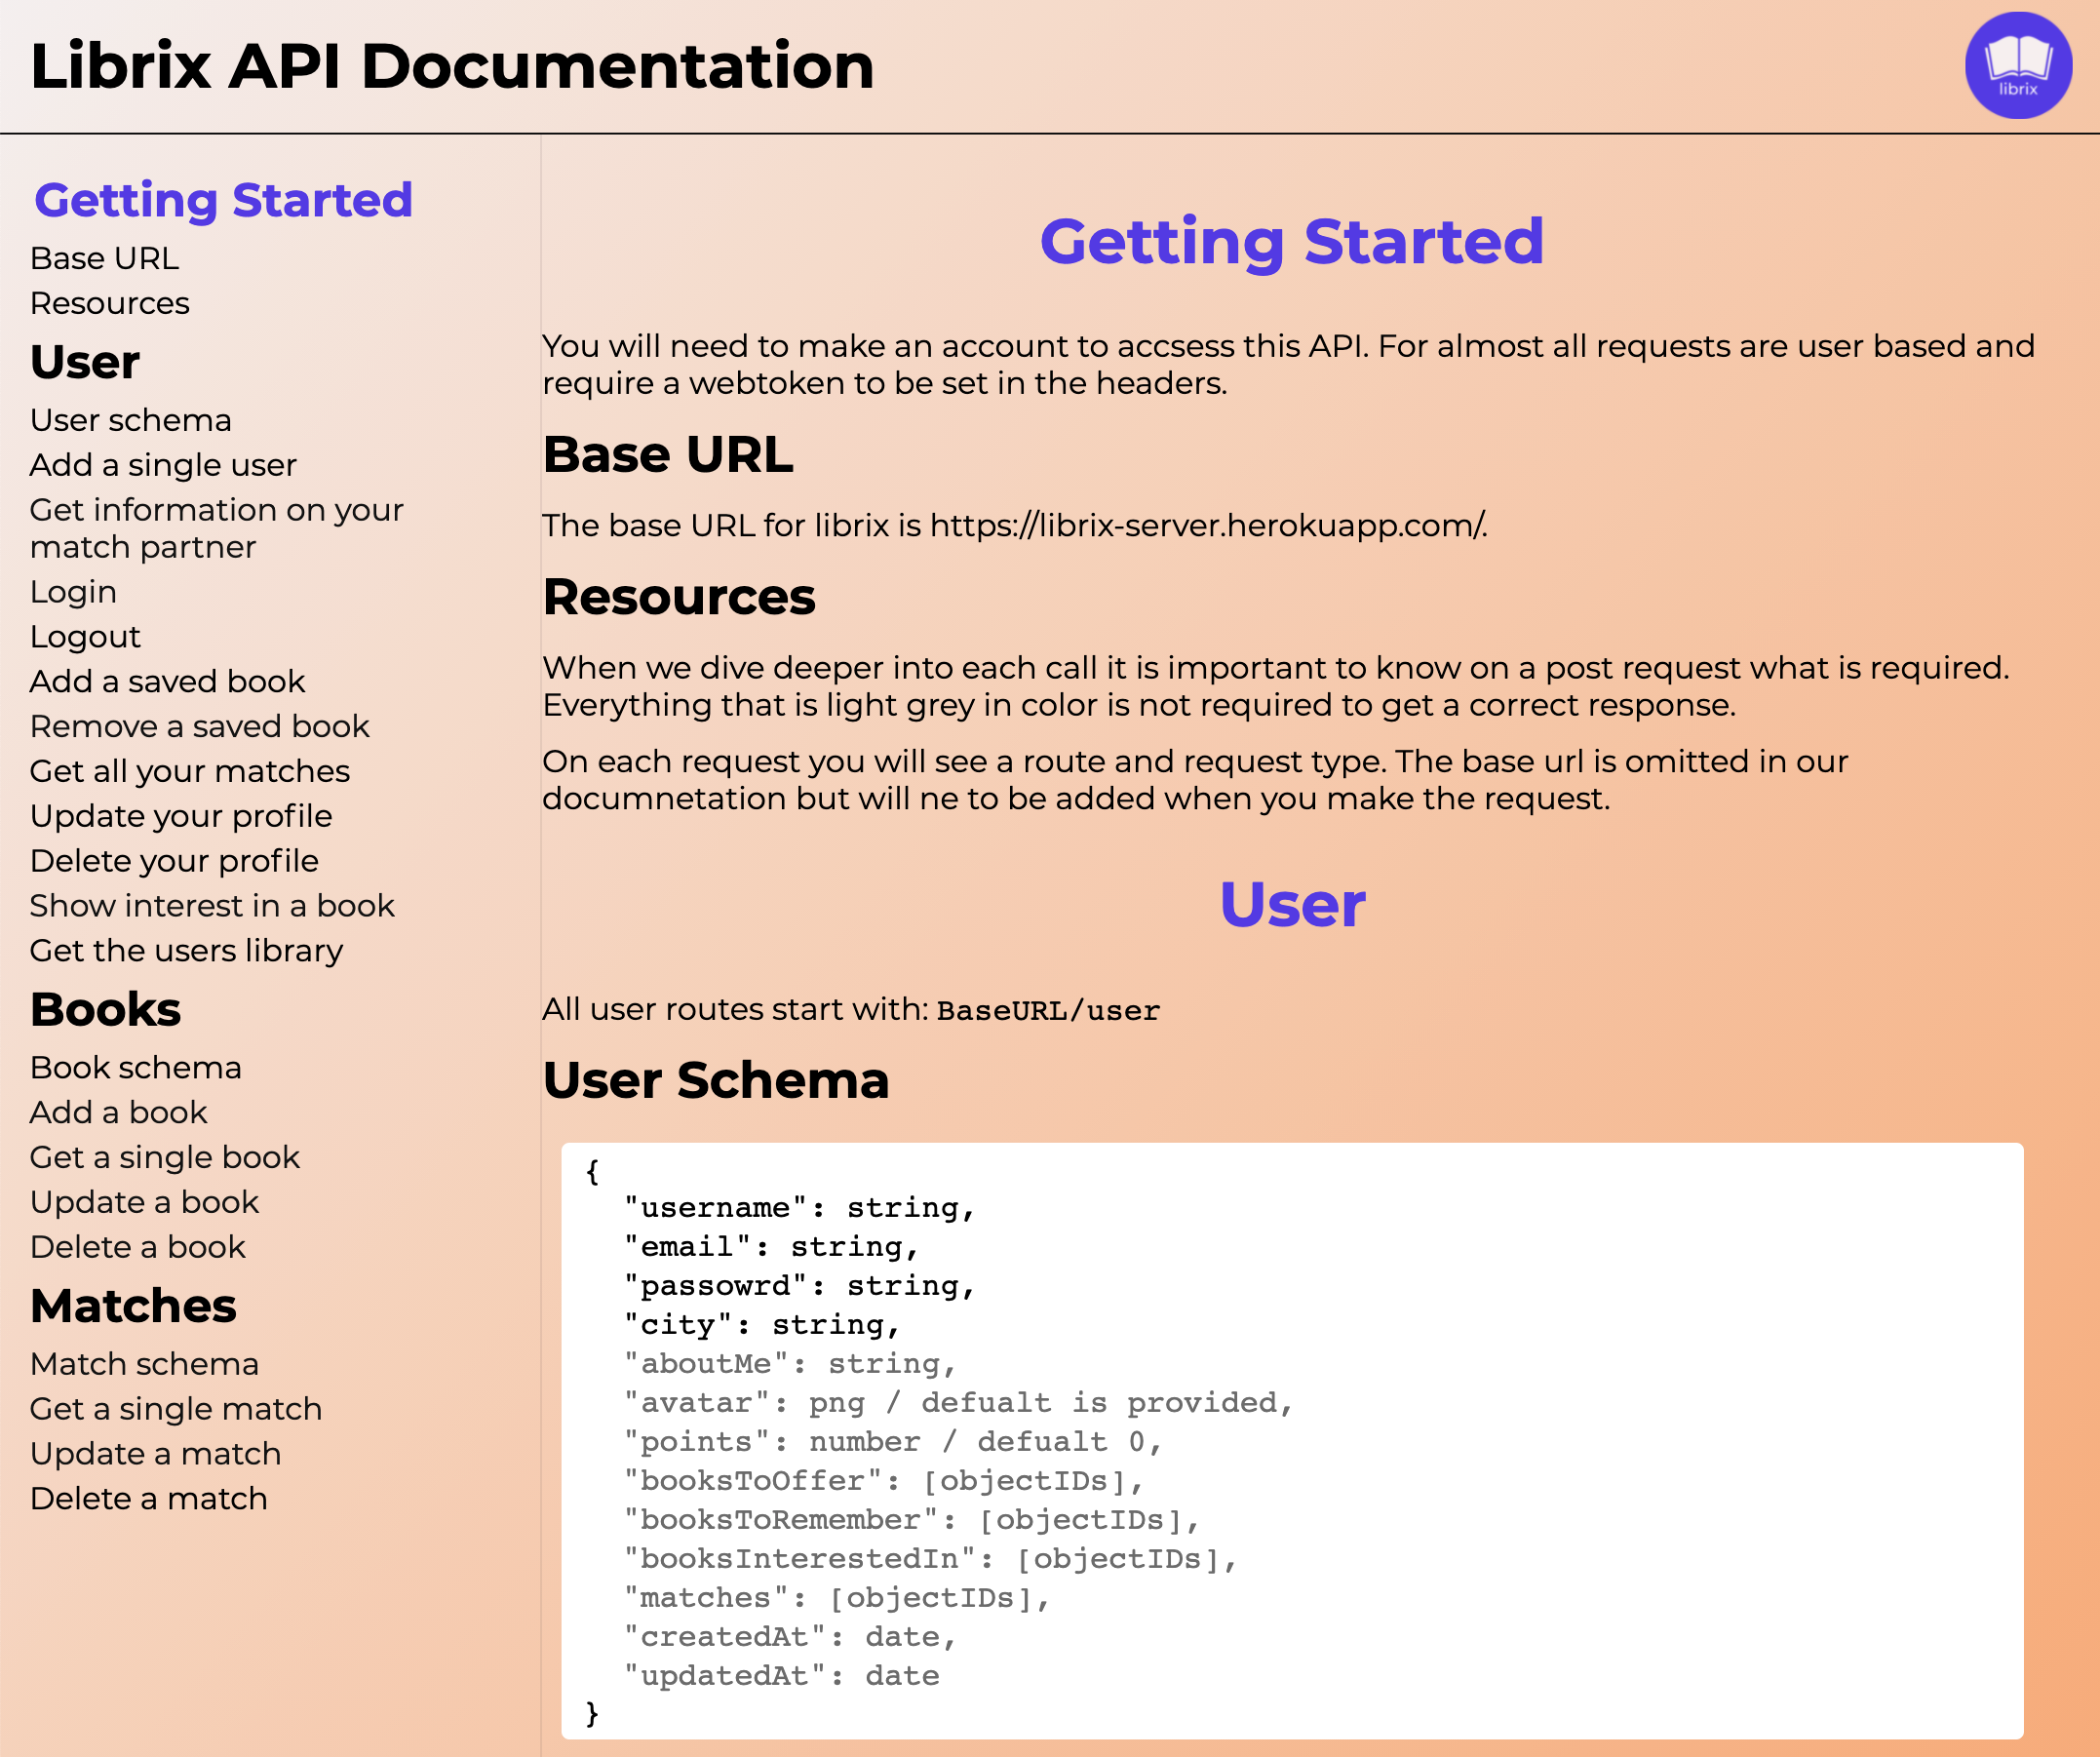 Librix API Documentation
librix
Getting Started
Base URL
Resources
User
User schema
Add a single user
Get information on your
match partner
Login
Logout
Add a saved book
Remove a saved book
Get all your matches
Update your profile
Delete your profile
Show interest in a book
Get the users library
Books
Book schema
Add a book
Get a single book
Update a book
Delete a book
Matches
Match schema
Get a single match
Update a match
Delete a match
Getting Started
You will need to make an account to accsess this API. For almost all requests are user based and
require a webtoken to be set in the headers.
Base URL
The base URL for librix is https://librix-server.herokuapp.com/.
Resources
When we dive deeper into each call it is important to know on a post request what is required.
Everything that is light grey in color is not required to get a correct response.
On each request you will see a route and request type. The base url is omitted in our
documnetation but will ne to be added when you make the request.
User
All user routes start with: BaseURL/user
User Schema
{
"username": string,
"email": string,
"passowrd": string,
"city": string,
"aboutMe": string,
"avatar": png / defualt is provided,
"points": number / defualt 0,
"booksToOffer": [objectIDs],
"booksToRemember": [objectIDs],
"booksInterestedIn": [objectIDs],
"matches": [objectIDs],
"createdAt": date,
"updatedAt": date
}